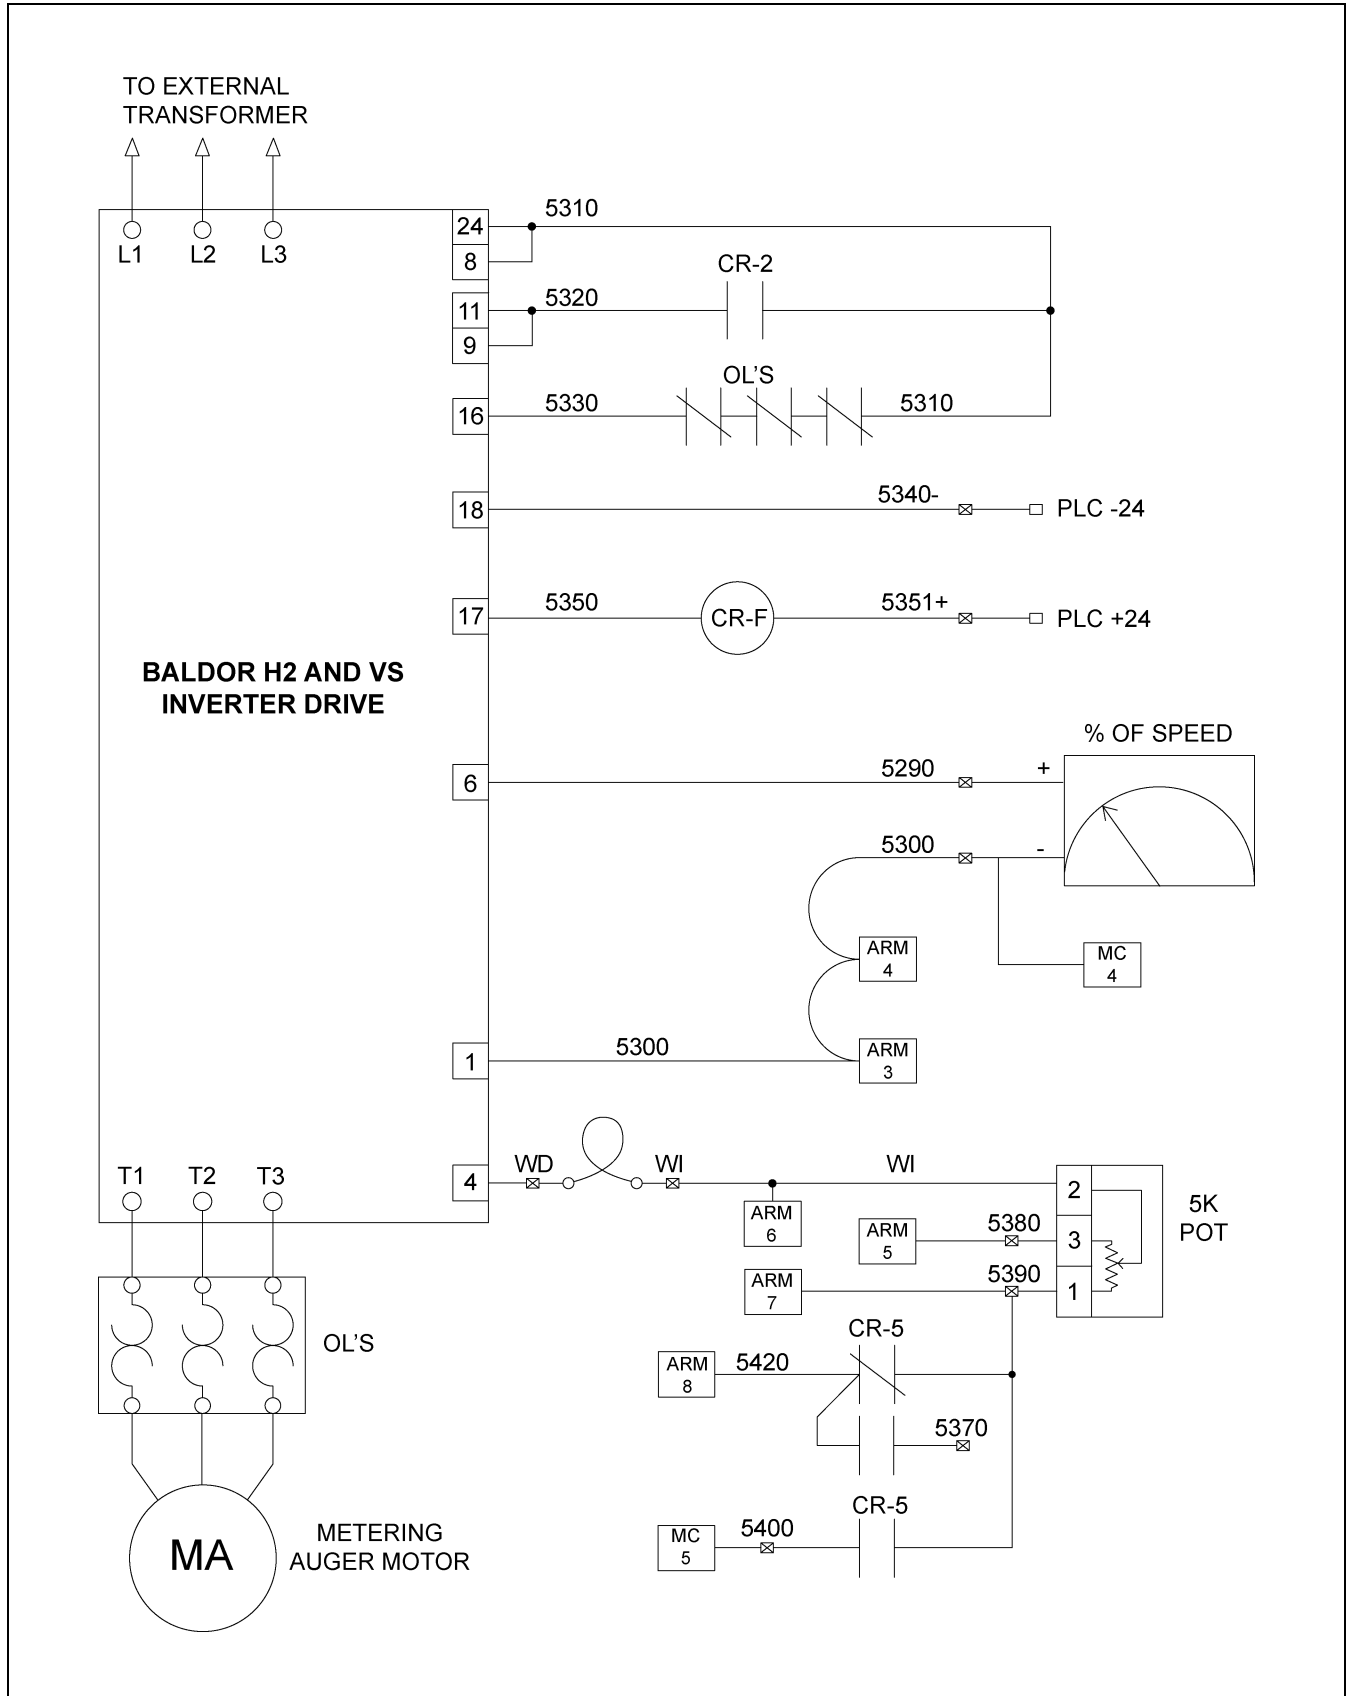 TO EXTERNAL
TRANSFORMER
L1 L2 L3
24 5310
8
CR-2
11 5320
9
OL'S
16 5330 5310
18 5340- PLC -24
17 5350 CR-F 5351+ PLC +24
BALDOR H2 AND VS
INVERTER DRIVE
% OF SPEED
6 5290 +
5300 -
ARM
4
MC
4
1 5300
ARM
3
T1 T2 T3
4 WD WI WI
2
5K
POT
ARM
6
ARM
5
5380 3
ARM
7
5390 1
OL'S
CR-5
ARM
8
5420
5370
CR-5
MC
5
5400
MA
METERING
AUGER MOTOR